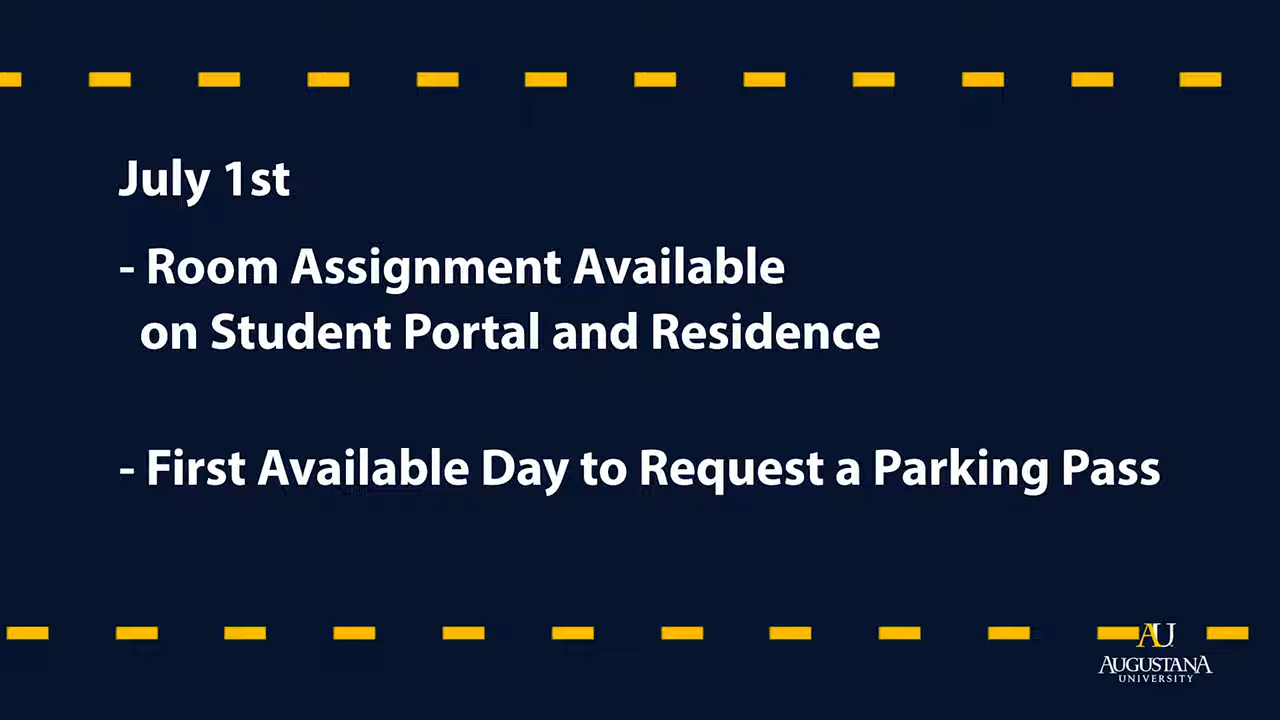 July 1st
- Room Assignment Available
on Student Portal and Residence
- First Available Day to Request a Parking Pass
AU
AUGUSTANA
UNIVERSITY